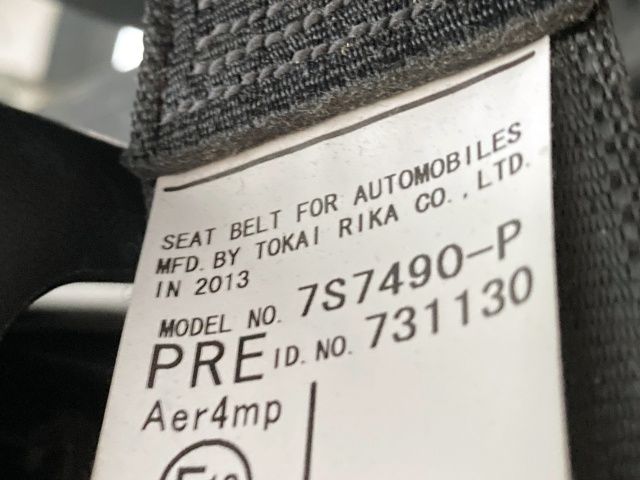 SEAT BELT FOR AUTOMOBILES
MFD. BY TOKAI RIKA CO., LTD.
IN 2013
MODEL NO. 7S7490-P
PRE ID. NO. 731130
Aer4mp